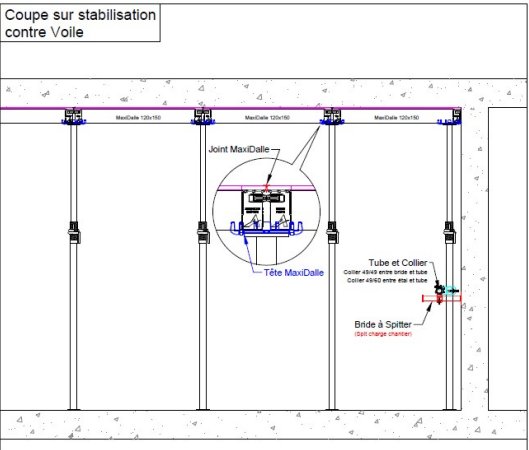 Coupe sur stabilisation
contre Voile
MaxiDalle 120x150
MaxiDalle 120x150
MaxiDalle 120x150
Joint MaxiDalle
Tête MaxiDalle
Tube et Collier
Collier 49/49 entre bride et tube
Collier 49/60 entre étai et tube
Bride à Spitter
(Spit charge chantier)